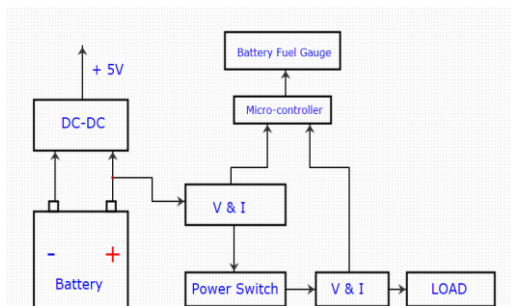 Battery Fuel Gauge
+ 5V
Micro-controller
DC-DC
V & I
- +
Battery
Power Switch
V & I
LOAD